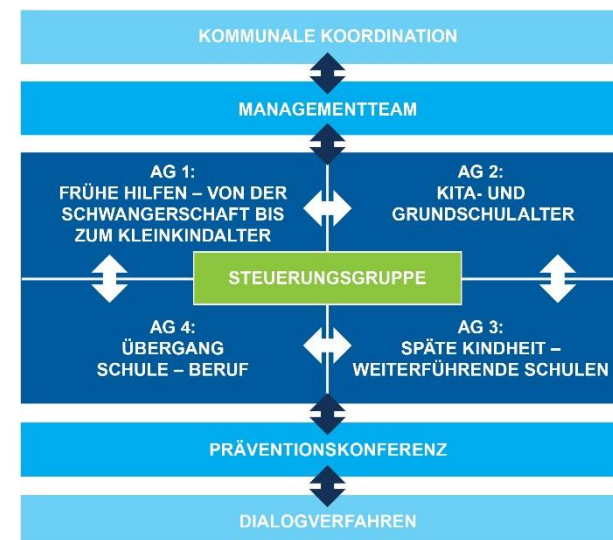 KOMMUNALE KOORDINATION
MANAGEMENTTEAM
AG 1:
FRÜHE HILFEN – VON DER
SCHWANGERSCHAFT BIS
ZUM KLEINKINDALTER
AG 2:
KITA- UND
GRUNDSCHULALTER
STEUERUNGSGRUPPE
AG 4:
ÜBERGANG
SCHULE – BERUF
AG 3:
SPÄTE KINDHEIT –
WEITERFÜHRENDE SCHULEN
PRÄVENTIONSKONFERENZ
DIALOGVERFAHREN